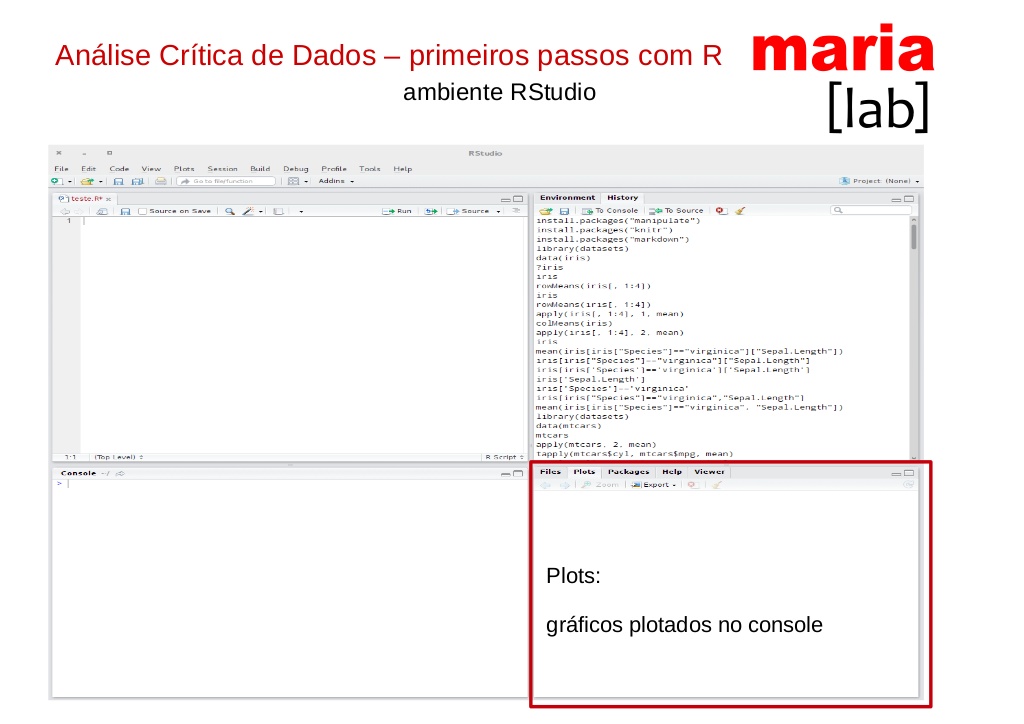 Análise Crítica de Dados – primeiros passos com R
ambiente RStudio
maria
[lab]
RStudio
File Edit Code View Plots Session Build Debug Profile Tools Help
Go to file/function Addins Project: (None)
teste.R*
Source on Save Run Source
1
1:1 (Top Level) R Script
Environment History
To Console To Source
install.packages("manipulate")
install.packages("knitr")
install.packages("markdown")
library(datasets)
data(iris)
?iris
iris
rowMeans(iris[, 1:4])
iris
rowMeans(iris[, 1:4])
apply(iris[, 1:4], 1, mean)
colMeans(iris)
apply(iris[, 1:4], 2, mean)
iris
mean(iris[iris["Species"]=="virginica"]["Sepal.Length"])
iris[iris["Species"]=="virginica"]["Sepal.Length"]
iris[iris['Species']=='virginica']['Sepal.Length']
iris['Sepal.Length']
iris['Species']=='virginica'
iris[iris["Species"]=="virginica","Sepal.Length"]
mean(iris[iris["Species"]=="virginica", "Sepal.Length"])
library(datasets)
data(mtcars)
mtcars
apply(mtcars, 2, mean)
tapply(mtcars$cyl, mtcars$mpg, mean)
Console ~/
>
Files Plots Packages Help Viewer
Zoom Export
Plots:
gráficos plotados no console